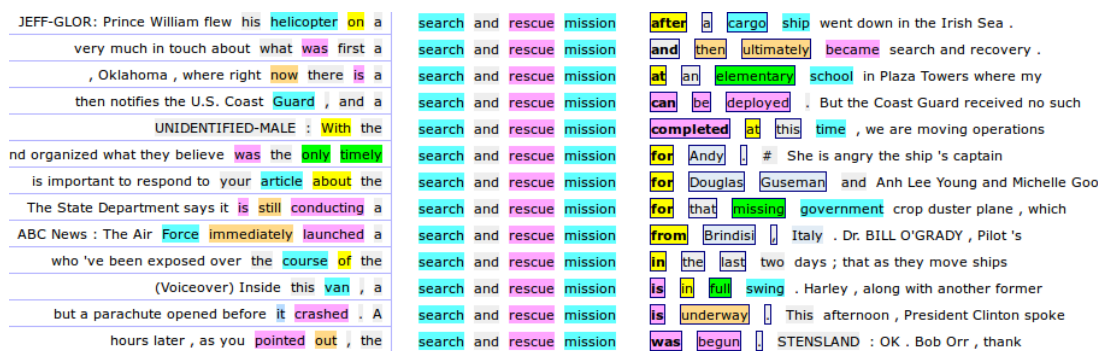 JEFF-GLOR: Prince William flew his helicopter on a search and rescue mission after a cargo ship went down in the Irish Sea .
very much in touch about what was first a search and rescue mission and then ultimately became search and recovery .
, Oklahoma , where right now there is a search and rescue mission at an elementary school in Plaza Towers where my
then notifies the U.S. Coast Guard , and a search and rescue mission can be deployed . But the Coast Guard received no such
UNIDENTIFIED-MALE : With the search and rescue mission completed at this time , we are moving operations
nd organized what they believe was the only timely search and rescue mission for Andy . # She is angry the ship 's captain
is important to respond to your article about the search and rescue mission for Douglas Guseman and Anh Lee Young and Michelle Goo
The State Department says it is still conducting a search and rescue mission for that missing government crop duster plane , which
ABC News : The Air Force immediately launched a search and rescue mission from Brindisi , Italy . Dr. BILL O'GRADY , Pilot 's
who 've been exposed over the course of the search and rescue mission in the last two days ; that as they move ships
(Voiceover) Inside this van , a search and rescue mission is in full swing . Harley , along with another former
but a parachute opened before it crashed . A search and rescue mission is underway . This afternoon , President Clinton spoke
hours later , as you pointed out , the search and rescue mission was begun . STENSLAND : OK . Bob Orr , thank